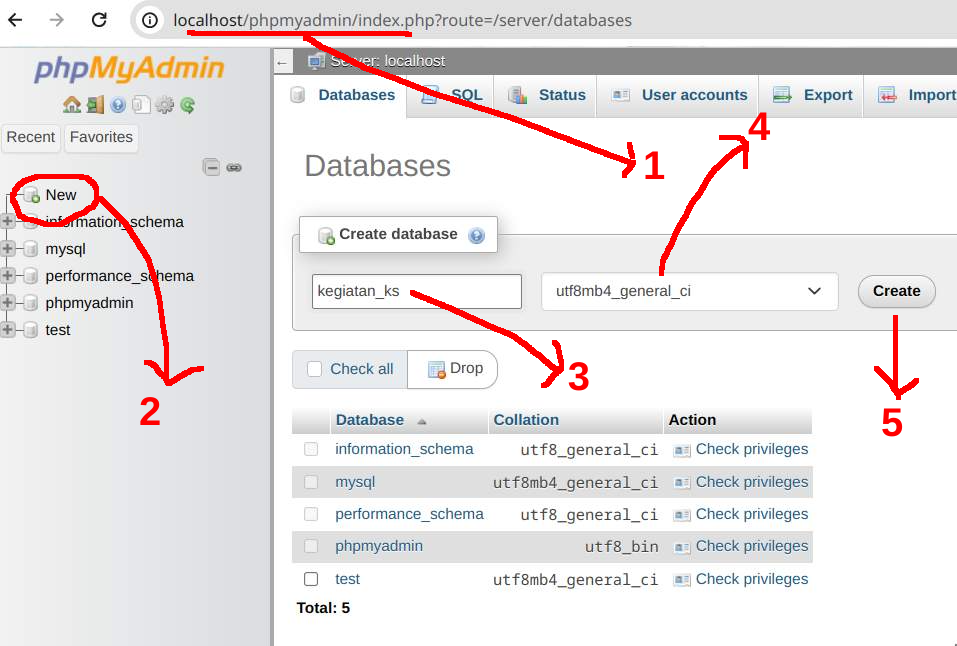 localhost/phpmyadmin/index.php?route=/server/databases
phpMyAdmin
Recent Favorites
New
information_schema
mysql
performance_schema
phpmyadmin
test
2
Server: localhost
Databases SQL Status User accounts Export Import
4
1
Databases
Create database
kegiatan_ks utf8mb4_general_ci Create
3
5
Check all Drop
Database Collation Action
information_schema utf8_general_ci Check privileges
mysql utf8mb4_general_ci Check privileges
performance_schema utf8_general_ci Check privileges
phpmyadmin utf8_bin Check privileges
test utf8mb4_general_ci Check privileges
Total: 5